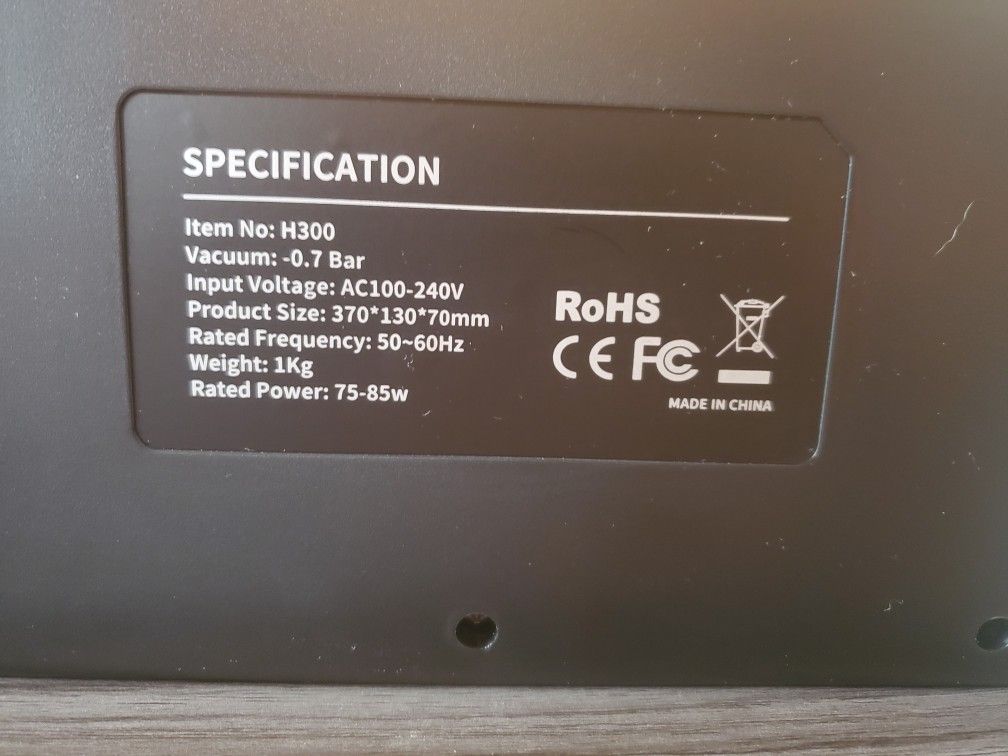 SPECIFICATION
Item No: H300
Vacuum: -0.7 Bar
Input Voltage: AC100-240V
Product Size: 370*130*70mm
Rated Frequency: 50~60Hz
Weight: 1Kg
Rated Power: 75-85w
RoHS
CE FC
MADE IN CHINA